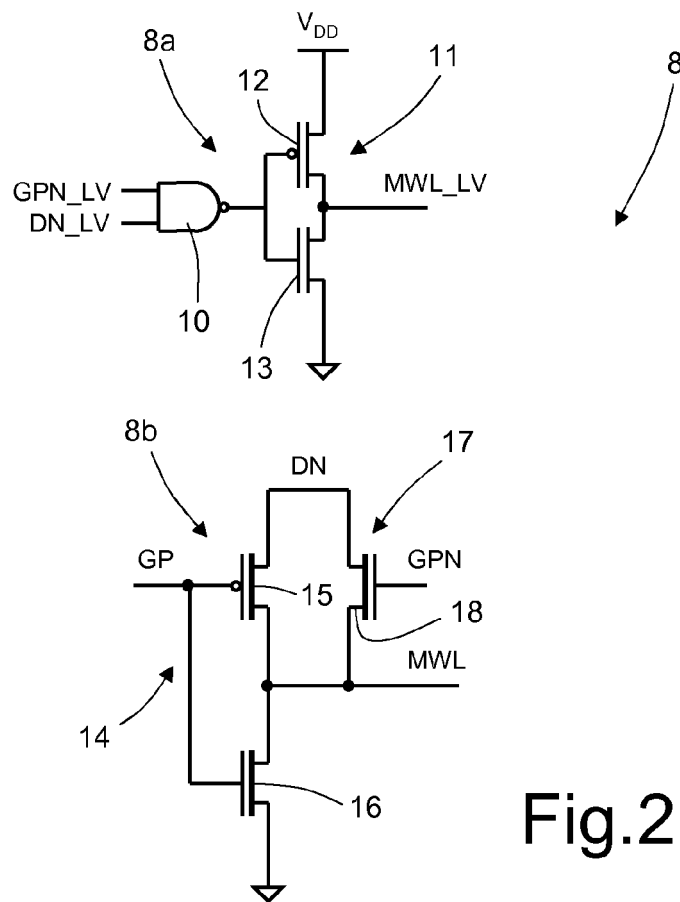 V_DD
8a
11
8
12
GPN_LV
MWL_LV
DN_LV
10
13
8b
DN
17
GP
GPN
15
18
MWL
14
16
Fig.2